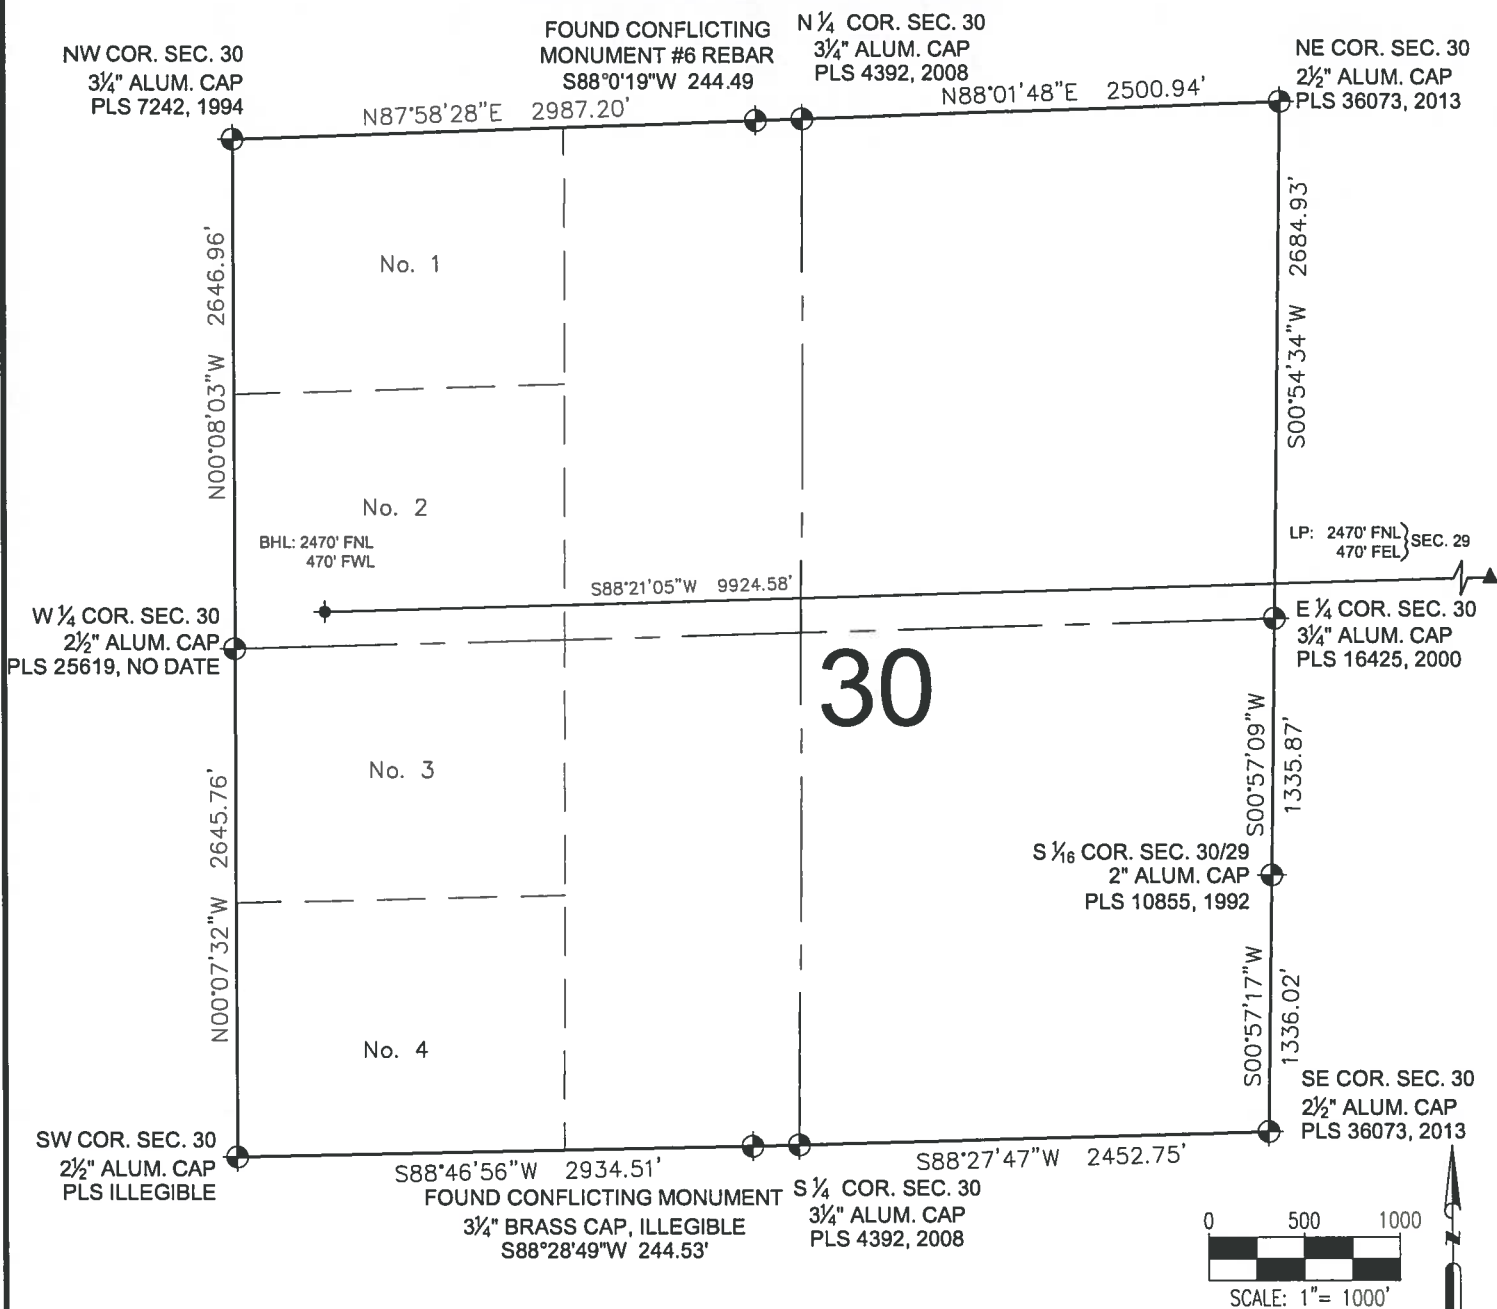 FOUND CONFLICTING
MONUMENT #6 REBAR
S88°0'19"W 244.49
N ¼ COR. SEC. 30
3¼" ALUM. CAP
PLS 4392, 2008
NW COR. SEC. 30
3¼" ALUM. CAP
PLS 7242, 1994
NE COR. SEC. 30
2½" ALUM. CAP
PLS 36073, 2013
N87°58'28"E 2987.20'
N88°01'48"E 2500.94'
N00°08'03"W 2646.96'
S00°54'34"W 2684.93'
No. 1
No. 2
BHL: 2470' FNL
470' FWL
LP: 2470' FNL
470' FEL
SEC. 29
S88°21'05"W 9924.58'
W ¼ COR. SEC. 30
2½" ALUM. CAP
PLS 25619, NO DATE
E ¼ COR. SEC. 30
3¼" ALUM. CAP
PLS 16425, 2000
30
No. 3
N00°07'32"W 2645.76'
S00°57'09"W
1335.87'
S 1⁄16 COR. SEC. 30/29
2" ALUM. CAP
PLS 10855, 1992
S00°57'17"W
1336.02'
No. 4
SW COR. SEC. 30
2½" ALUM. CAP
PLS ILLEGIBLE
SE COR. SEC. 30
2½" ALUM. CAP
PLS 36073, 2013
S88°46'56"W 2934.51'
S88°27'47"W 2452.75'
FOUND CONFLICTING MONUMENT
3¼" BRASS CAP, ILLEGIBLE
S88°28'49"W 244.53'
S ¼ COR. SEC. 30
3¼" ALUM. CAP
PLS 4392, 2008
0 500 1000
SCALE: 1"= 1000'
N